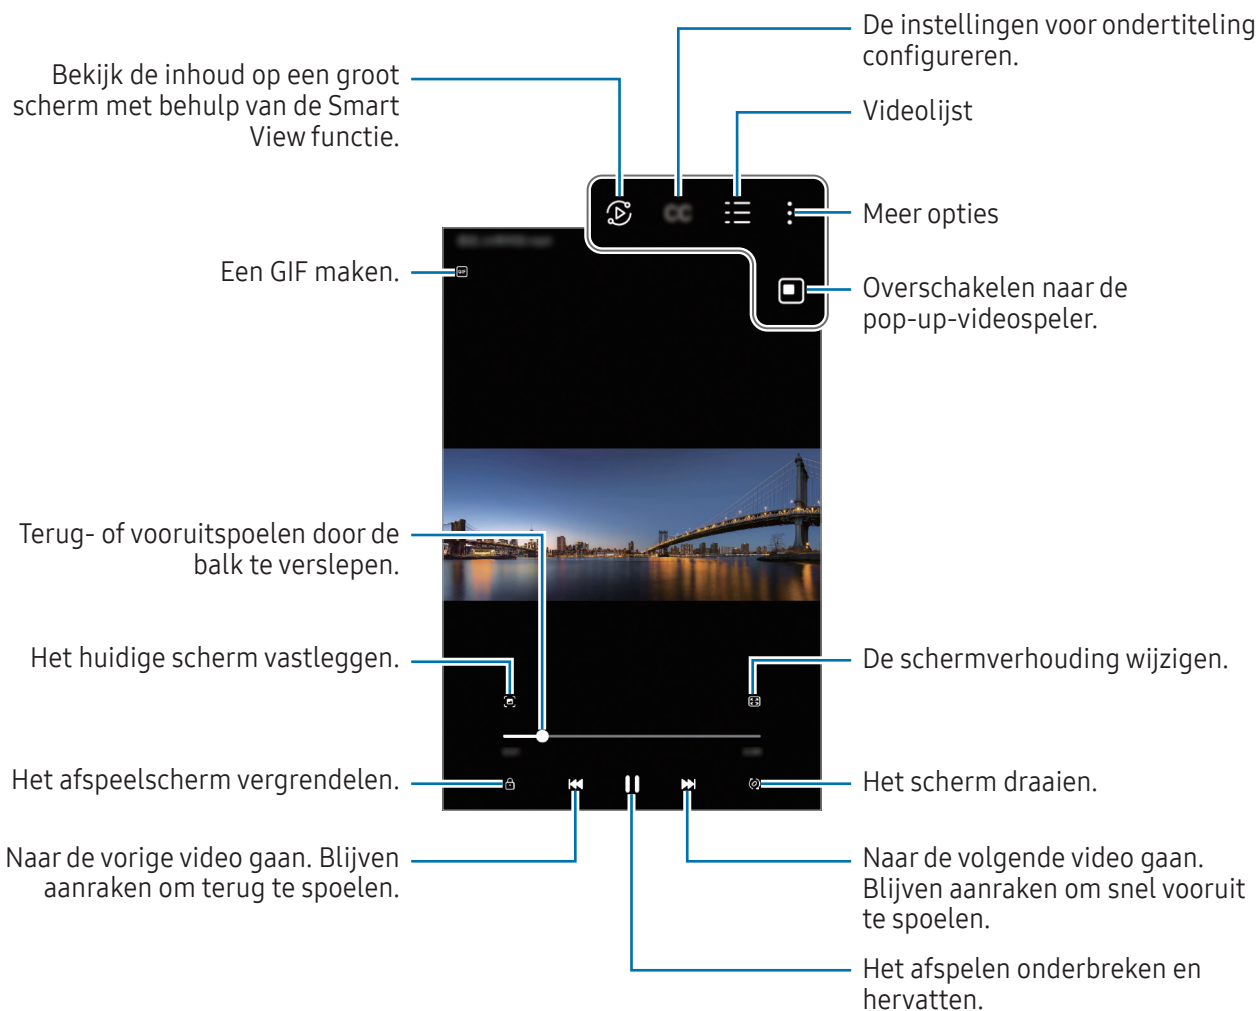 De instellingen voor ondertiteling
configureren.
Bekijk de inhoud op een groot
scherm met behulp van de Smart
View functie.
Videolijst
CC
Meer opties
Een GIF maken.
GIF
Overschakelen naar de
pop-up-videospeler.
Terug- of vooruitspoelen door de
balk te verslepen.
Het huidige scherm vastleggen.
De schermverhouding wijzigen.
Het afspeelscherm vergrendelen.
Het scherm draaien.
Naar de vorige video gaan. Blijven
aanraken om terug te spoelen.
Naar de volgende video gaan.
Blijven aanraken om snel vooruit
te spoelen.
Het afspelen onderbreken en
hervatten.